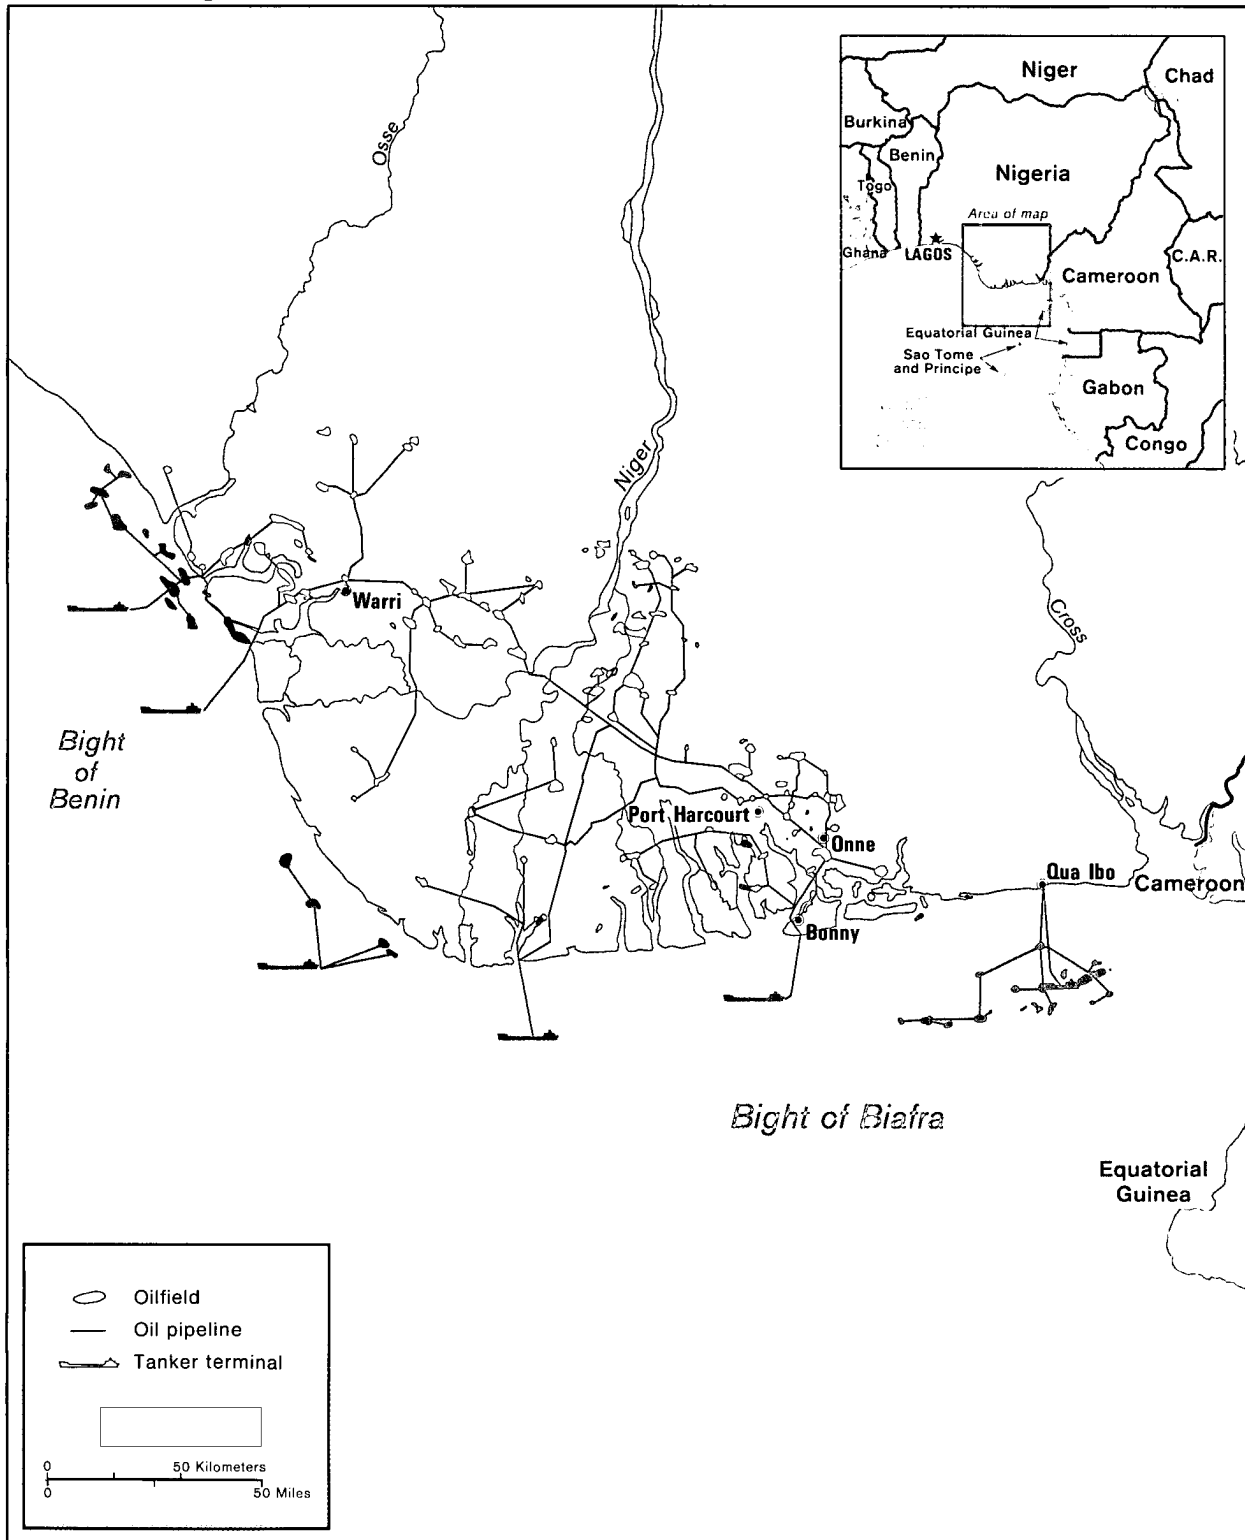 Osse
Niger
Chad
Burkina
Benin
Nigeria
Togo
Area of map
Ghana
LAGOS
C.A.R.
Cameroon
Equatorial Guinea
Sao Tome
and Principe
Gabon
Congo
Niger
Cross
Warri
Bight
of
Benin
Port Harcourt
Onne
Qua Ibo
Cameroon
Bonny
Bight of Biafra
Equatorial
Guinea
Oilfield
Oil pipeline
Tanker terminal
0 50 Kilometers
0 50 Miles